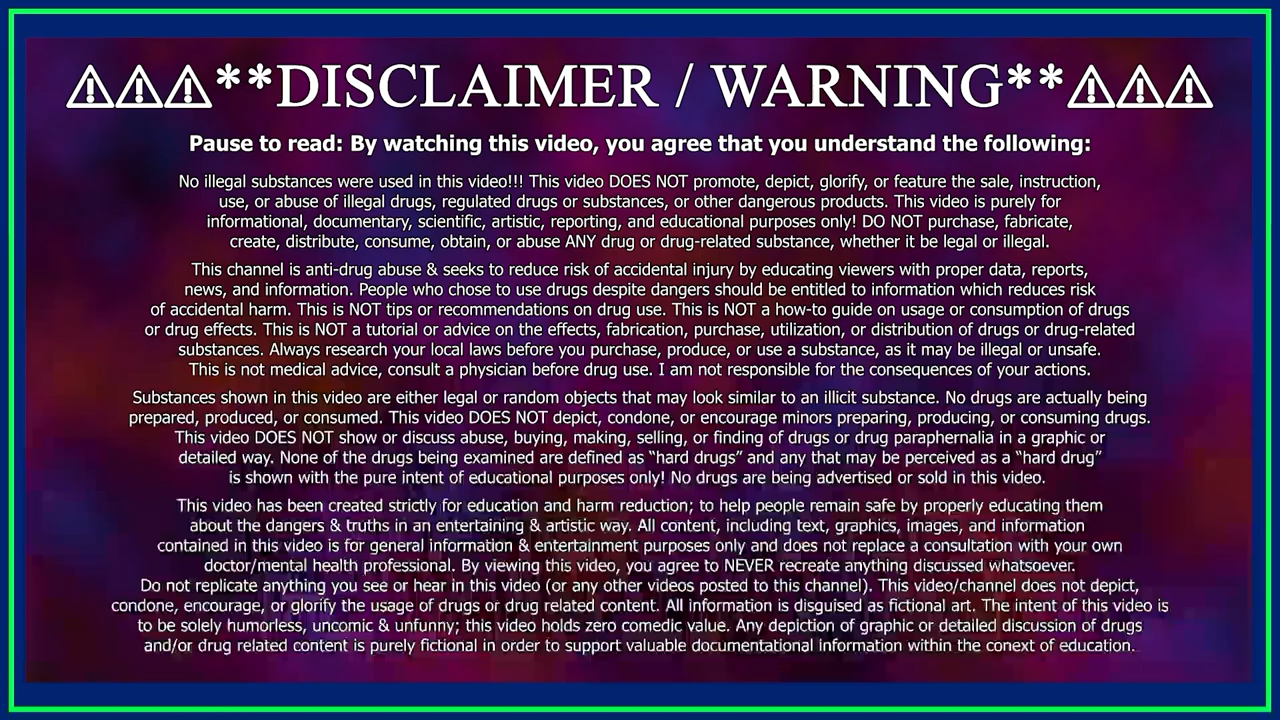 ⚠⚠⚠**DISCLAIMER / WARNING**⚠⚠⚠
Pause to read: By watching this video, you agree that you understand the following:
No illegal substances were used in this video!!! This video DOES NOT promote, depict, glorify, or feature the sale, instruction,
use, or abuse of illegal drugs, regulated drugs or substances, or other dangerous products. This video is purely for
informational, documentary, scientific, artistic, reporting, and educational purposes only! DO NOT purchase, fabricate,
create, distribute, consume, obtain, or abuse ANY drug or drug-related substance, whether it be legal or illegal.
This channel is anti-drug abuse & seeks to reduce risk of accidental injury by educating viewers with proper data, reports,
news, and information. People who chose to use drugs despite dangers should be entitled to information which reduces risk
of accidental harm. This is NOT tips or recommendations on drug use. This is NOT a how-to guide on usage or consumption of drugs
or drug effects. This is NOT a tutorial or advice on the effects, fabrication, purchase, utilization, or distribution of drugs or drug-related
substances. Always research your local laws before you purchase, produce, or use a substance, as it may be illegal or unsafe.
This is not medical advice, consult a physician before drug use. I am not responsible for the consequences of your actions.
Substances shown in this video are either legal or random objects that may look similar to an illicit substance. No drugs are actually being
prepared, produced, or consumed. This video DOES NOT depict, condone, or encourage minors preparing, producing, or consuming drugs.
This video DOES NOT show or discuss abuse, buying, making, selling, or finding of drugs or drug paraphernalia in a graphic or
detailed way. None of the drugs being examined are defined as “hard drugs” and any that may be perceived as a “hard drug”
is shown with the pure intent of educational purposes only! No drugs are being advertised or sold in this video.
This video has been created strictly for education and harm reduction; to help people remain safe by properly educating them
about the dangers & truths in an entertaining & artistic way. All content, including text, graphics, images, and information
contained in this video is for general information & entertainment purposes only and does not replace a consultation with your own
doctor/mental health professional. By viewing this video, you agree to NEVER recreate anything discussed whatsoever.
Do not replicate anything you see or hear in this video (or any other videos posted to this channel). This video/channel does not depict,
condone, encourage, or glorify the usage of drugs or drug related content. All information is disguised as fictional art. The intent of this video is
to be solely humorless, uncomic & unfunny; this video holds zero comedic value. Any depiction of graphic or detailed discussion of drugs
and/or drug related content is purely fictional in order to support valuable documentational information within the conext of education.